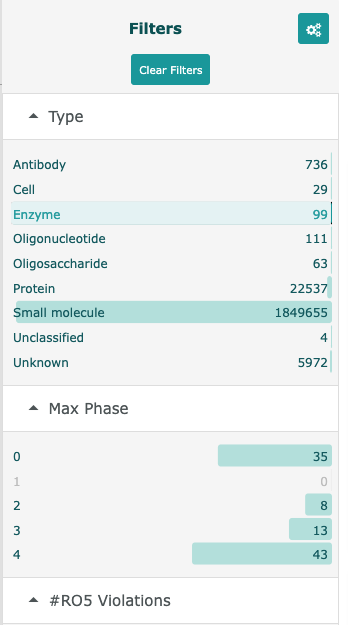 Filters
Clear Filters
Type
Antibody 736
Cell 29
Enzyme 99
Oligonucleotide 111
Oligosaccharide 63
Protein 22537
Small molecule 1849655
Unclassified 4
Unknown 5972
Max Phase
0 35
1 0
2 8
3 13
4 43
#RO5 Violations